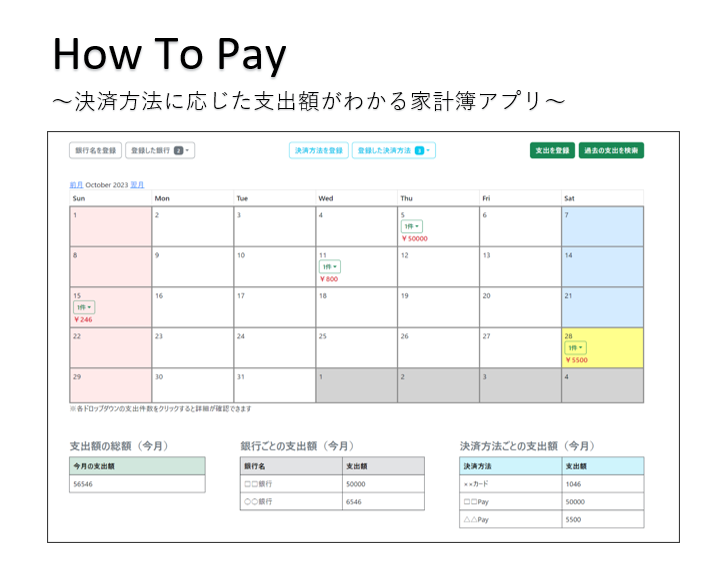 How To Pay
～決済方法に応じた支出額がわかる家計簿アプリ～
銀行名を登録 登録した銀行 2 決済方法を登録 登録した決済方法 3 支出を登録 過去の支出を検索
前月 October 2023 翌月
Sun Mon Tue Wed Thu Fri Sat
1 2 3 4 5 6 7
1件
￥50000
8 9 10 11 12 13 14
1件
￥800
15 16 17 18 19 20 21
1件
￥246
22 23 24 25 26 27 28
1件
￥5500
29 30 31 1 2 3 4
※各ドロップダウンの支出件数をクリックすると詳細が確認できます
支出額の総額（今月） 銀行ごとの支出額（今月） 決済方法ごとの支出額（今月）
今月の支出額 銀行名 支出額 決済方法 支出額
56546 □□銀行 50000 ××カード 1046
○○銀行 6546 □□Pay 50000
△△Pay 5500